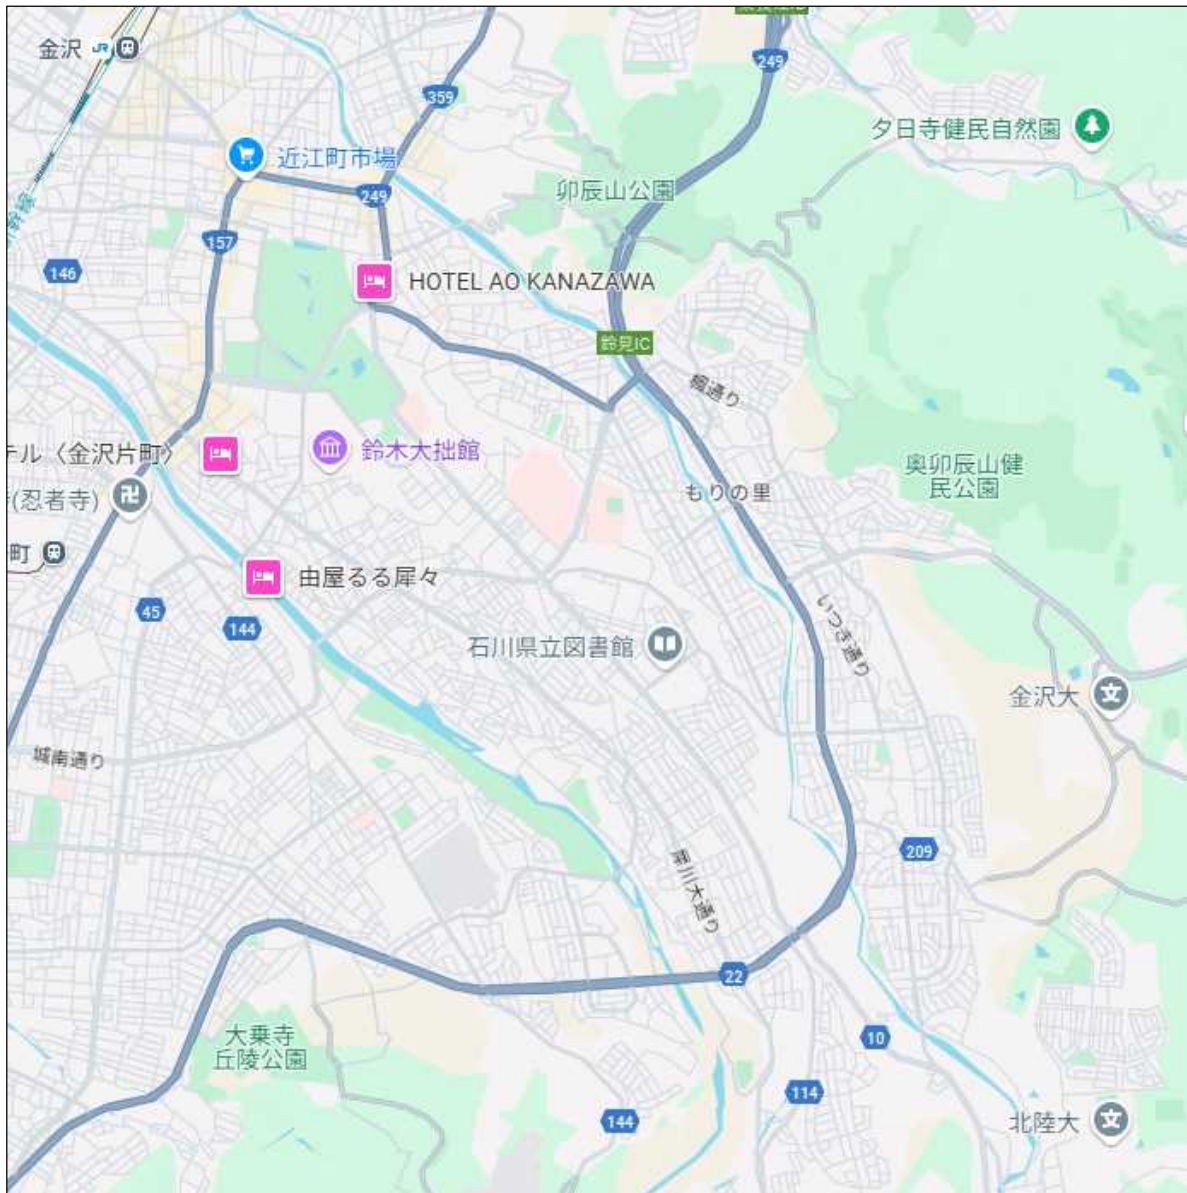 金沢 JR
249
359
夕日寺健民自然園
近江町市場
卯辰山公園
249
157
146
HOTEL AO KANAZAWA
鈴見IC
楓通り
テル〈金沢片町〉
鈴木大拙館
奥卯辰山健
民公園
(忍者寺)
もりの里
町
由屋るる犀々
45
144
いつき通り
石川県立図書館
金沢大
城南通り
209
犀川大通り
22
大乗寺
丘陵公園
10
114
144
北陸大